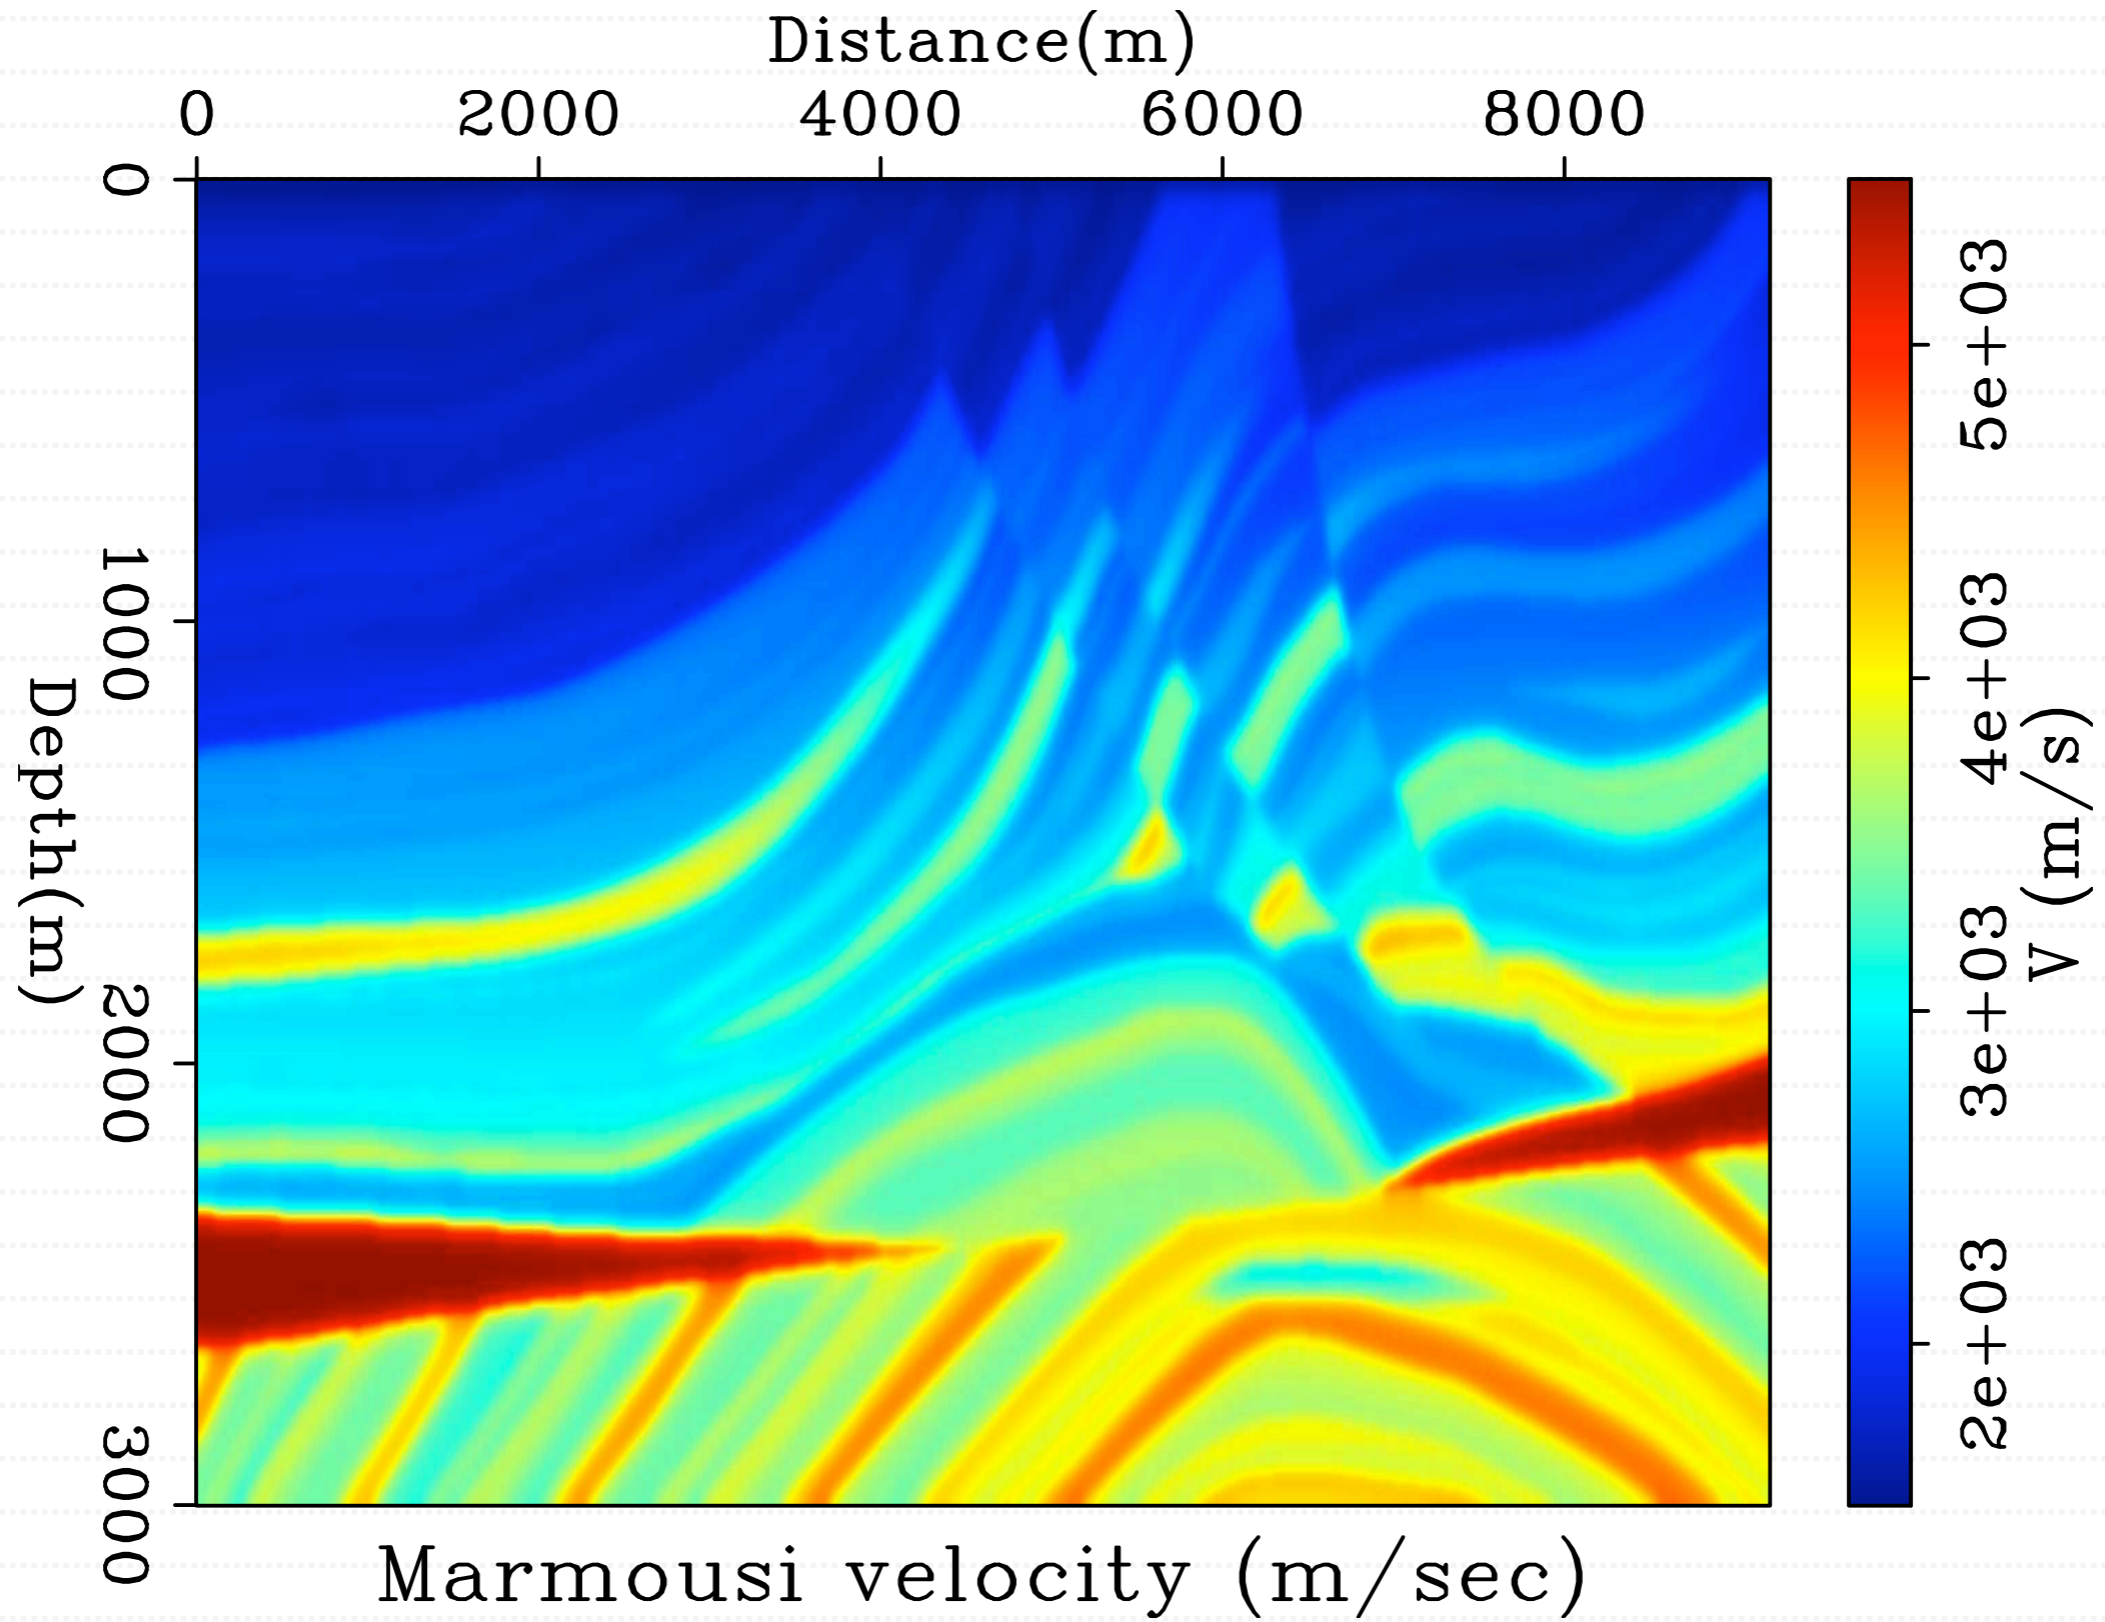 Distance(m)
0 2000 4000 6000 8000
0
1000
2000
3000
Depth(m)
5e+03
4e+03
3e+03
2e+03
V (m/s)
Marmousi velocity (m/sec)